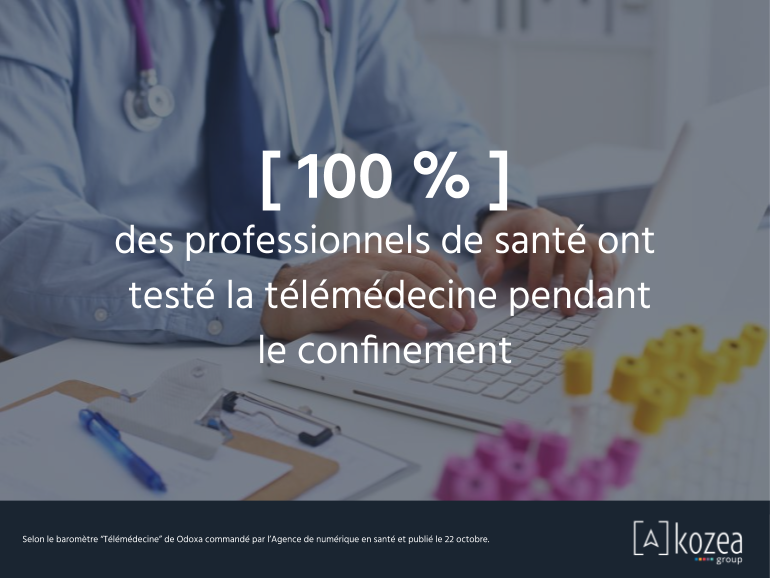 [ 100 % ]
des professionnels de santé ont
testé la télémédecine pendant
le confinement
Selon le baromètre “Télémédecine” de Odoxa commandé par l’Agence de numérique en santé et publié le 22 octobre.
[A] kozea
group